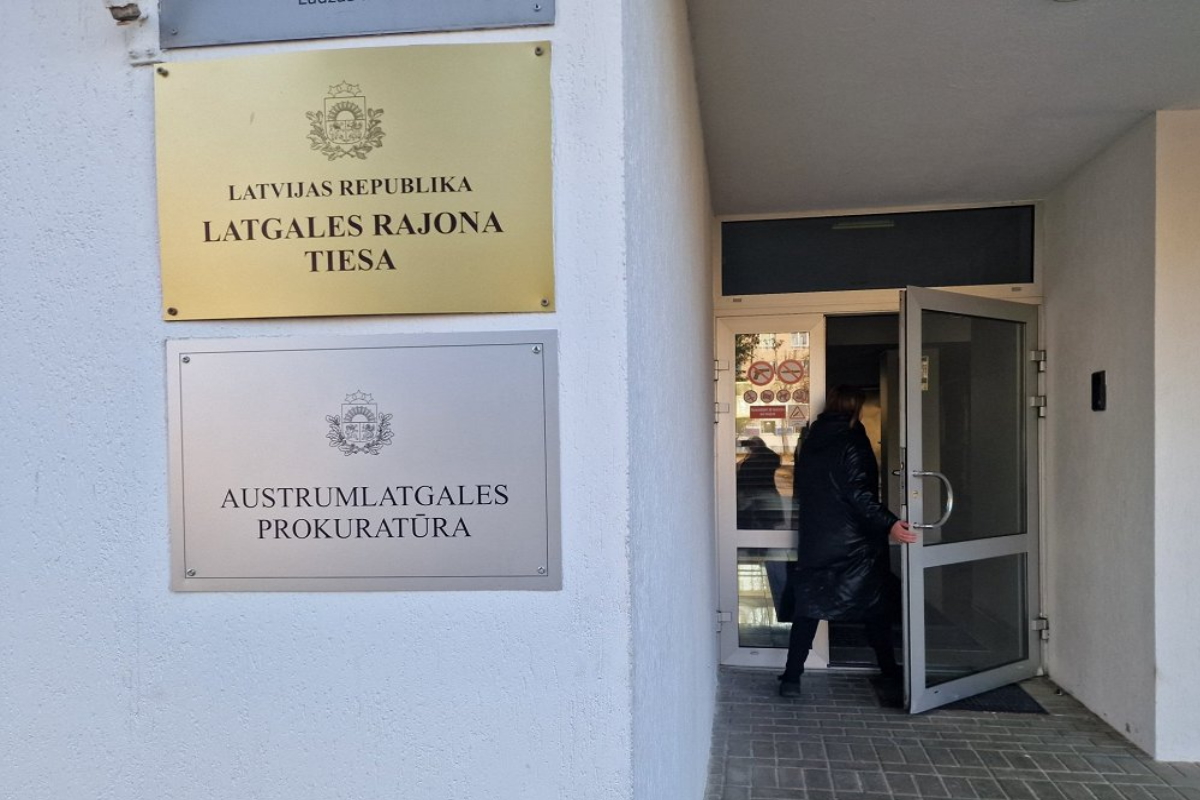 LATVIJAS REPUBLIKA
LATGALES RAJONA
TIESA
AUSTRUMLATGALES
PROKURATŪRA